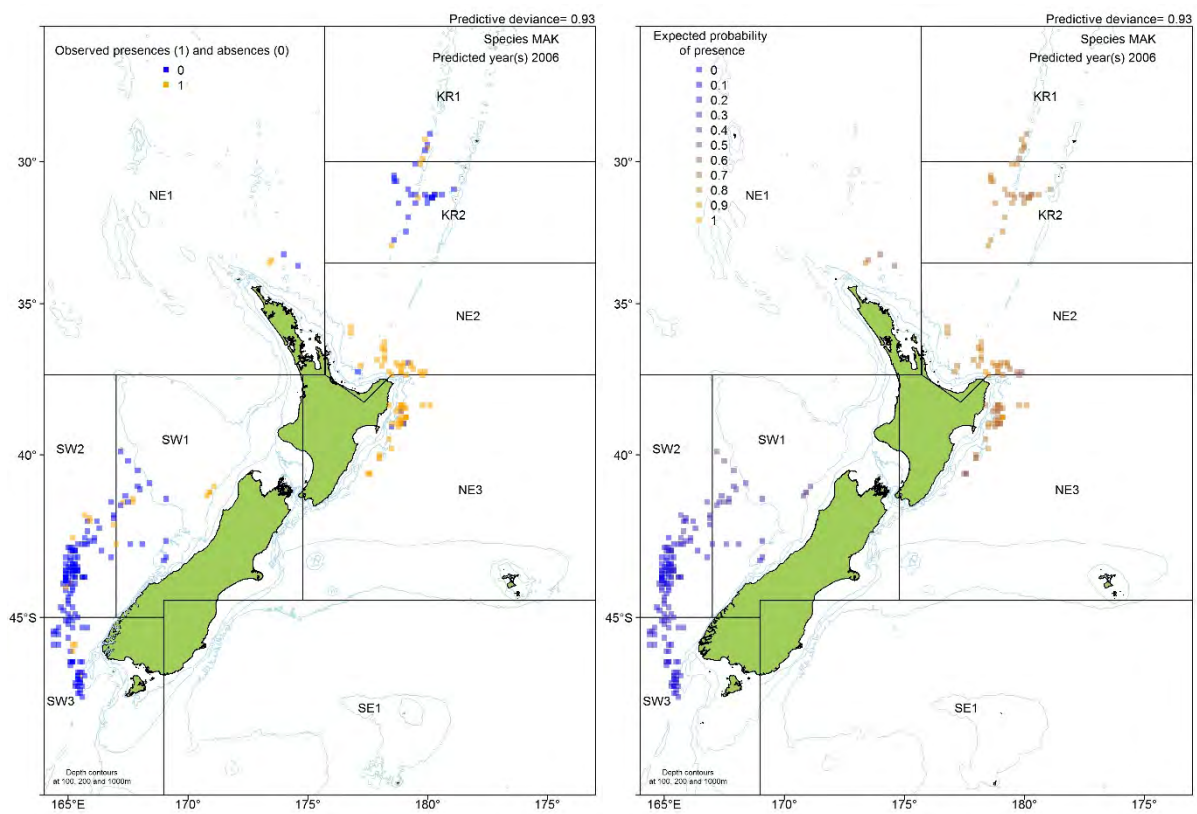 Predictive deviance= 0.93
Observed presences (1) and absences (0)
0
1
Species MAK
Predicted year(s) 2006
KR1
30°
NE1
KR2
35°
NE2
40°
SW2
SW1
NE3
45°S
SW3
SE1
Depth contours
at 100, 200 and 1000m
165°E
170°
175°
180°
175°
Predictive deviance= 0.93
Expected probability
of presence
0
0.1
0.2
0.3
0.4
0.5
0.6
0.7
0.8
0.9
1
Species MAK
Predicted year(s) 2006
KR1
30°
NE1
KR2
35°
NE2
40°
SW2
SW1
NE3
45°S
SW3
SE1
Depth contours
at 100, 200 and 1000m
165°E
170°
175°
180°
175°